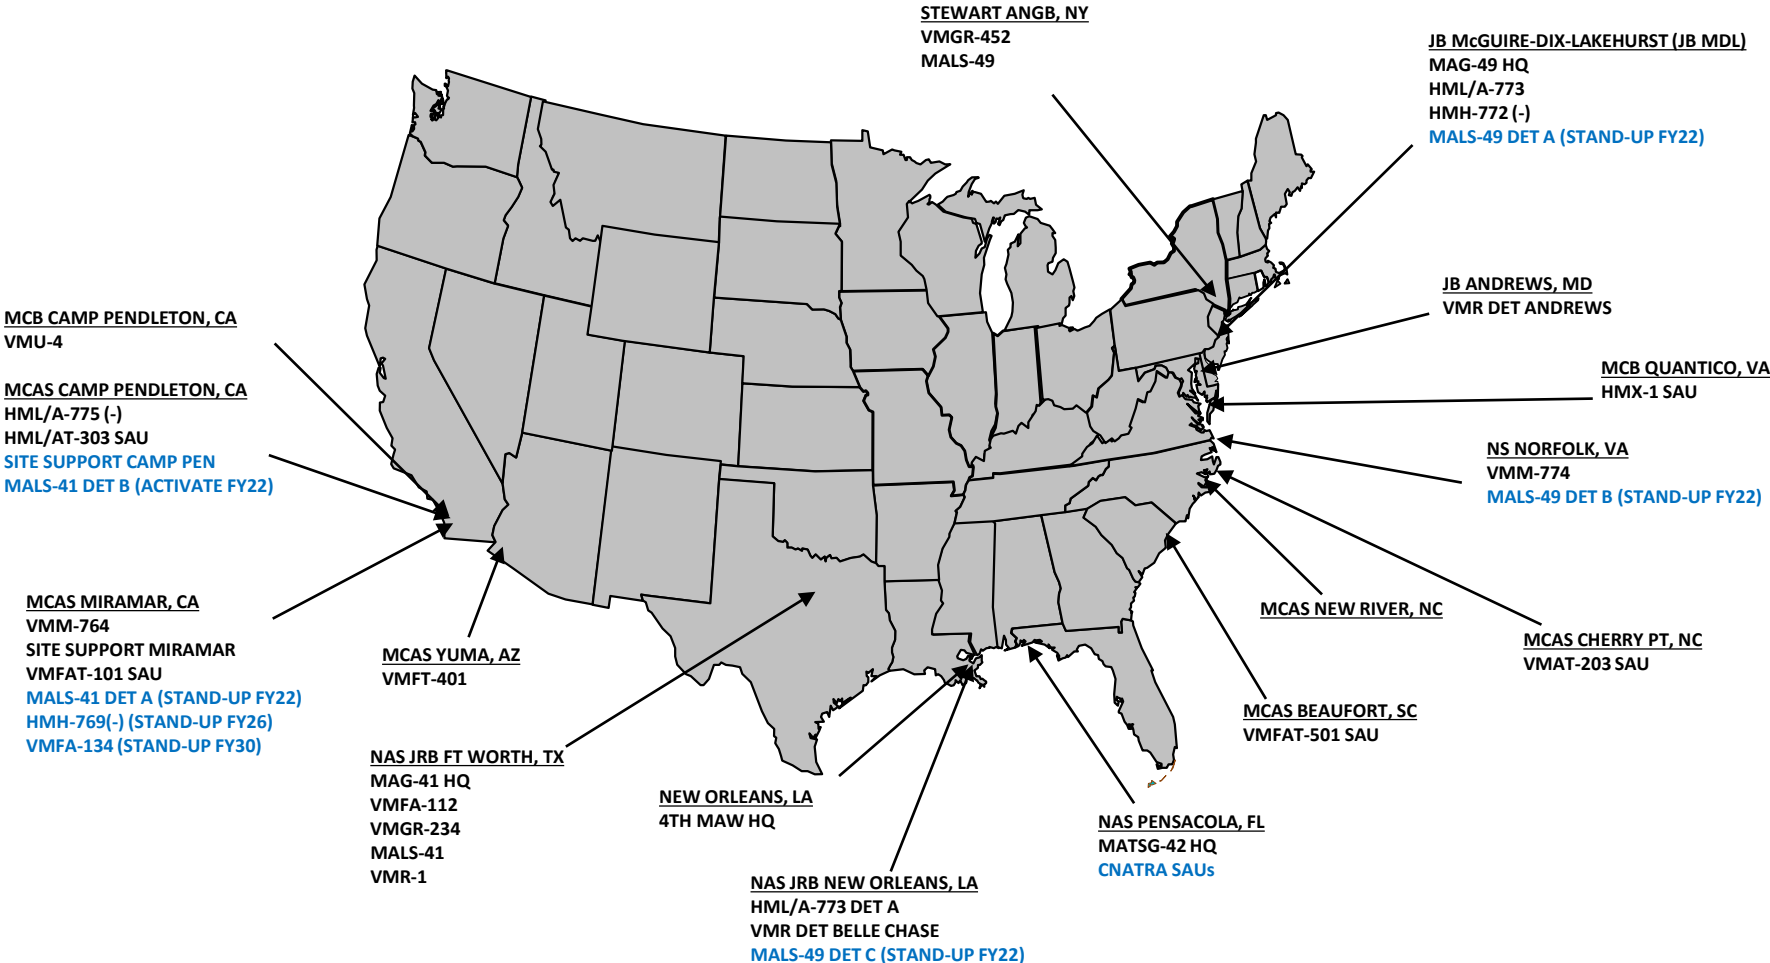 STEWART ANGB, NY
VMGR-452
MALS-49
JB McGUIRE-DIX-LAKEHURST (JB MDL)
MAG-49 HQ
HML/A-773
HMH-772 (-)
MALS-49 DET A (STAND-UP FY22)
JB ANDREWS, MD
VMR DET ANDREWS
MCB CAMP PENDLETON, CA
VMU-4
MCB QUANTICO, VA
HMX-1 SAU
MCAS CAMP PENDLETON, CA
HML/A-775 (-)
HML/AT-303 SAU
SITE SUPPORT CAMP PEN
MALS-41 DET B (ACTIVATE FY22)
NS NORFOLK, VA
VMM-774
MALS-49 DET B (STAND-UP FY22)
MCAS MIRAMAR, CA
VMM-764
SITE SUPPORT MIRAMAR
VMFAT-101 SAU
MALS-41 DET A (STAND-UP FY22)
HMH-769(-) (STAND-UP FY26)
VMFA-134 (STAND-UP FY30)
MCAS YUMA, AZ
VMFT-401
MCAS NEW RIVER, NC
MCAS CHERRY PT, NC
VMAT-203 SAU
MCAS BEAUFORT, SC
VMFAT-501 SAU
NAS JRB FT WORTH, TX
MAG-41 HQ
VMFA-112
VMGR-234
MALS-41
VMR-1
NEW ORLEANS, LA
4TH MAW HQ
NAS PENSACOLA, FL
MATSG-42 HQ
CNATRA SAUs
NAS JRB NEW ORLEANS, LA
HML/A-773 DET A
VMR DET BELLE CHASE
MALS-49 DET C (STAND-UP FY22)